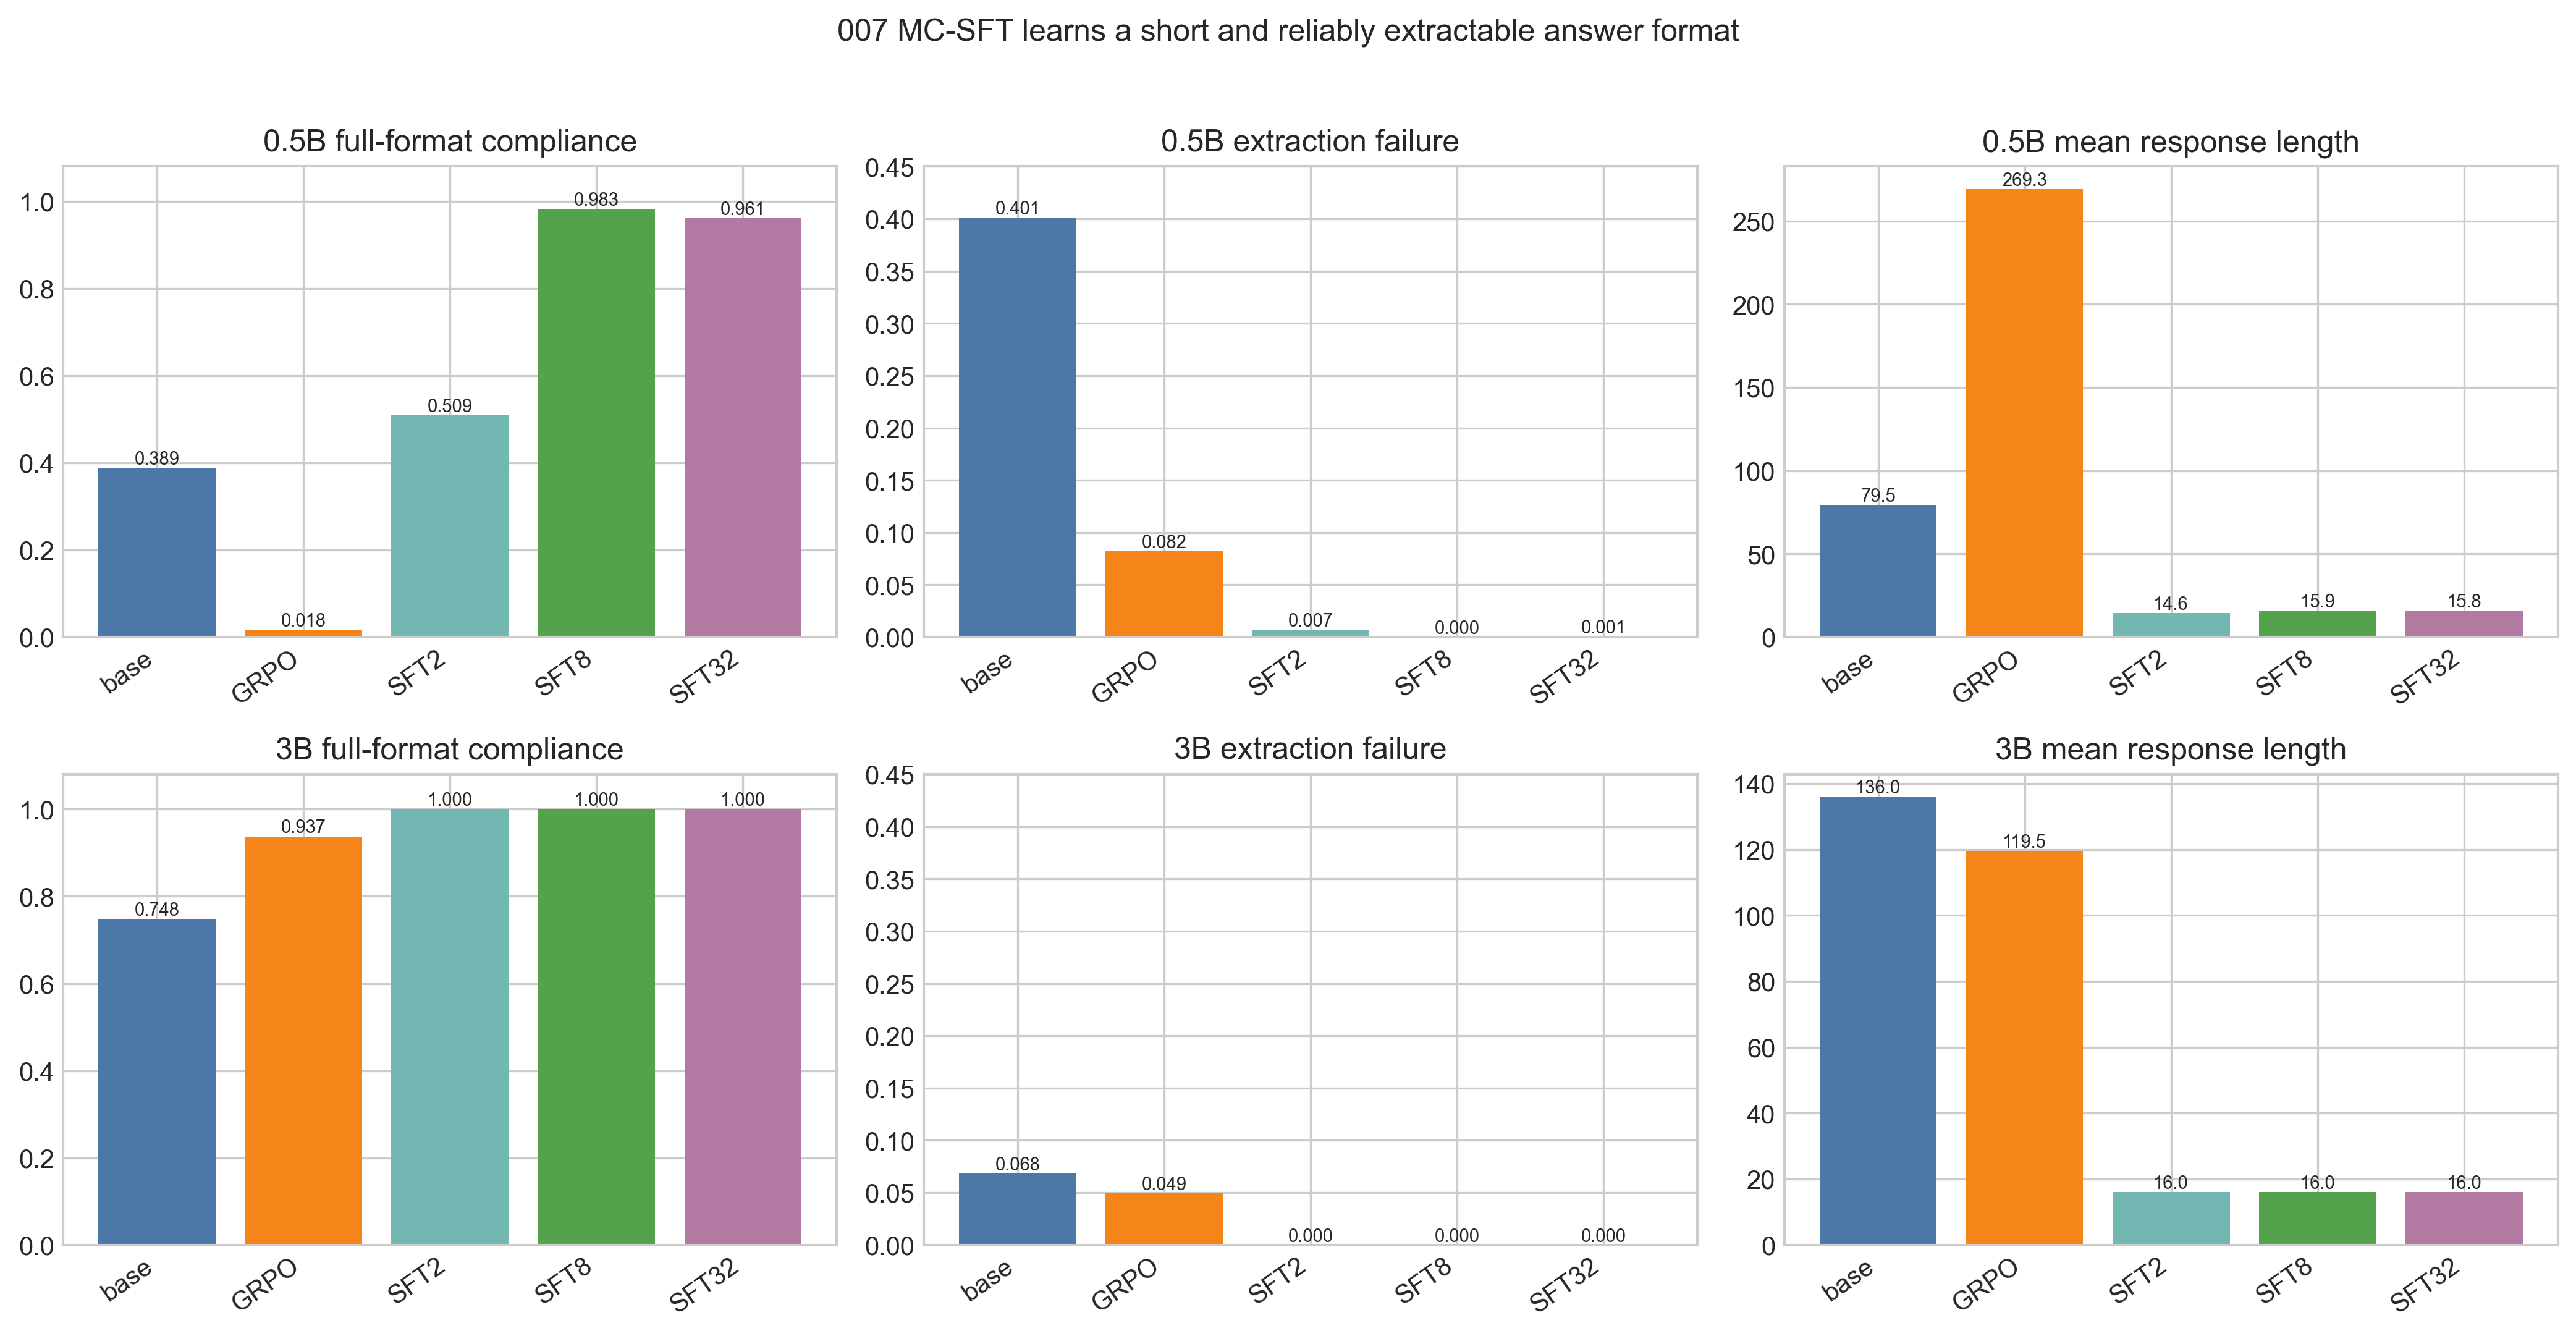 007 MC-SFT learns a short and reliably extractable answer format
0.5B full-format compliance
1.0
0.8
0.6
0.4
0.2
0.0
0.389
0.018
0.509
0.983
0.961
base
GRPO
SFT2
SFT8
SFT32
0.5B extraction failure
0.45
0.40
0.35
0.30
0.25
0.20
0.15
0.10
0.05
0.00
0.401
0.082
0.007
0.000
0.001
base
GRPO
SFT2
SFT8
SFT32
0.5B mean response length
250
200
150
100
50
0
79.5
269.3
14.6
15.9
15.8
base
GRPO
SFT2
SFT8
SFT32
3B full-format compliance
1.0
0.8
0.6
0.4
0.2
0.0
0.748
0.937
1.000
1.000
1.000
base
GRPO
SFT2
SFT8
SFT32
3B extraction failure
0.45
0.40
0.35
0.30
0.25
0.20
0.15
0.10
0.05
0.00
0.068
0.049
0.000
0.000
0.000
base
GRPO
SFT2
SFT8
SFT32
3B mean response length
140
120
100
80
60
40
20
0
136.0
119.5
16.0
16.0
16.0
base
GRPO
SFT2
SFT8
SFT32